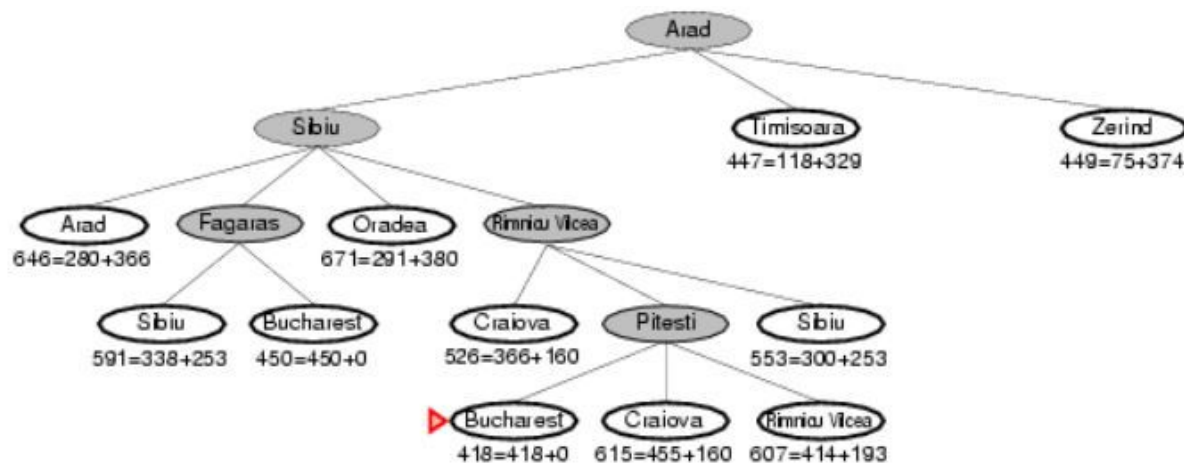 Arad
Sibiu
Timisoara
Zerind
447=118+329
449=75+374
Arad
Fagaras
Oradea
Rimnicu Vilcea
646=280+366
671=291+380
Sibiu
Bucharest
Craiova
Pitesti
Sibiu
591=338+253
450=450+0
526=366+160
553=300+253
Bucharest
Craiova
Rimnicu Vilcea
418=418+0
615=455+160
607=414+193